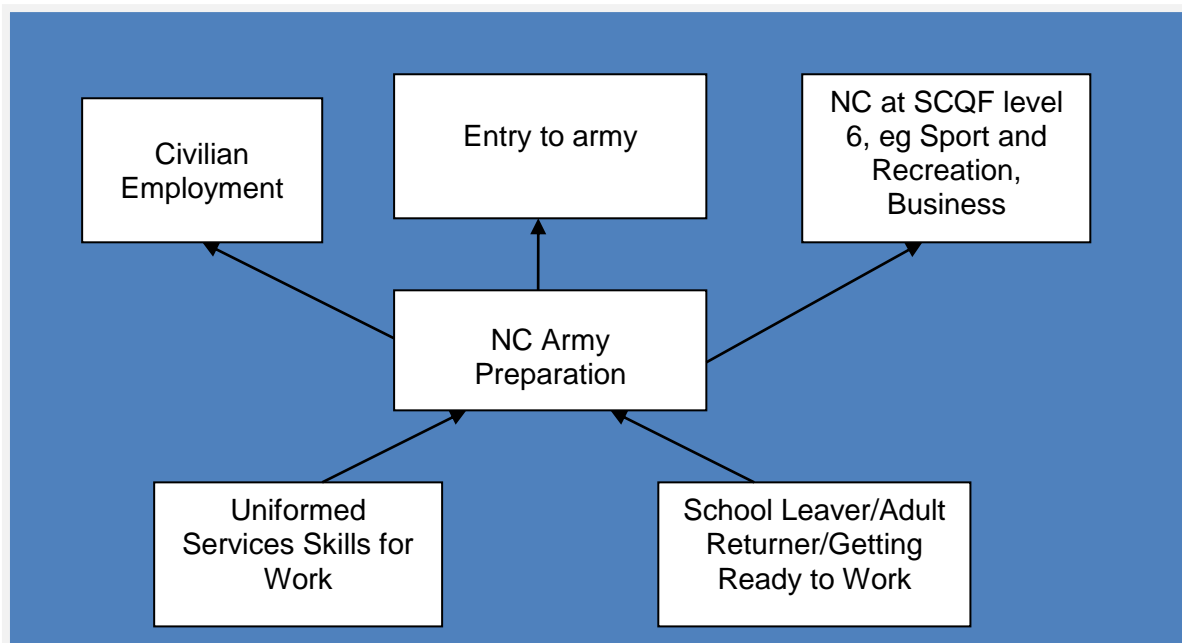 Civilian
Employment
Entry to army
NC at SCQF level
6, eg Sport and
Recreation,
Business
NC Army
Preparation
Uniformed
Services Skills for
Work
School Leaver/Adult
Returner/Getting
Ready to Work